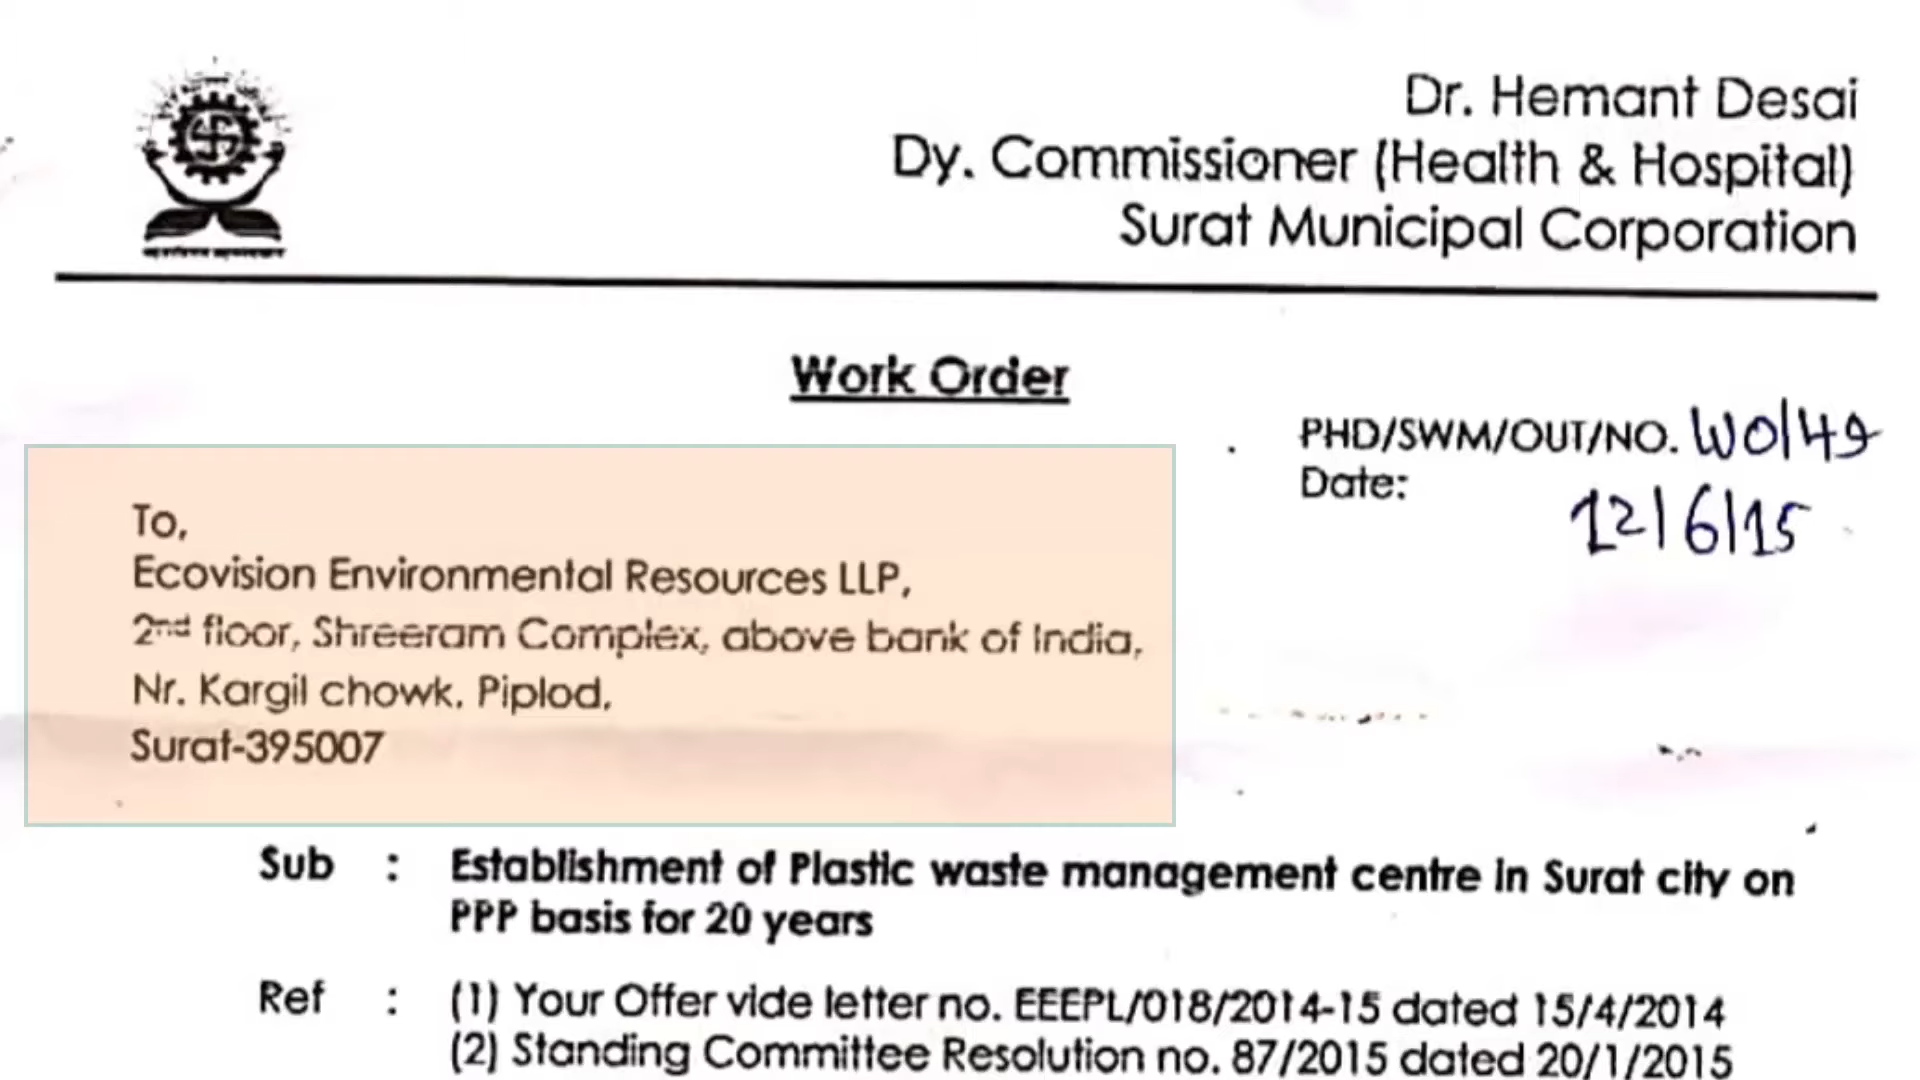 Dr. Hemant Desai
Dy. Commissioner (Health & Hospital)
Surat Municipal Corporation
Work Order
PHD/SWM/OUT/NO. WO/49
Date: 12/6/15
To,
Ecovision Environmental Resources LLP,
2nd floor, Shreeram Complex, above bank of India,
Nr. Kargil chowk, Piplod,
Surat-395007
Sub : Establishment of Plastic waste management centre in Surat city on
PPP basis for 20 years
Ref : (1) Your Offer vide letter no. EEEPL/018/2014-15 dated 15/4/2014
(2) Standing Committee Resolution no. 87/2015 dated 20/1/2015